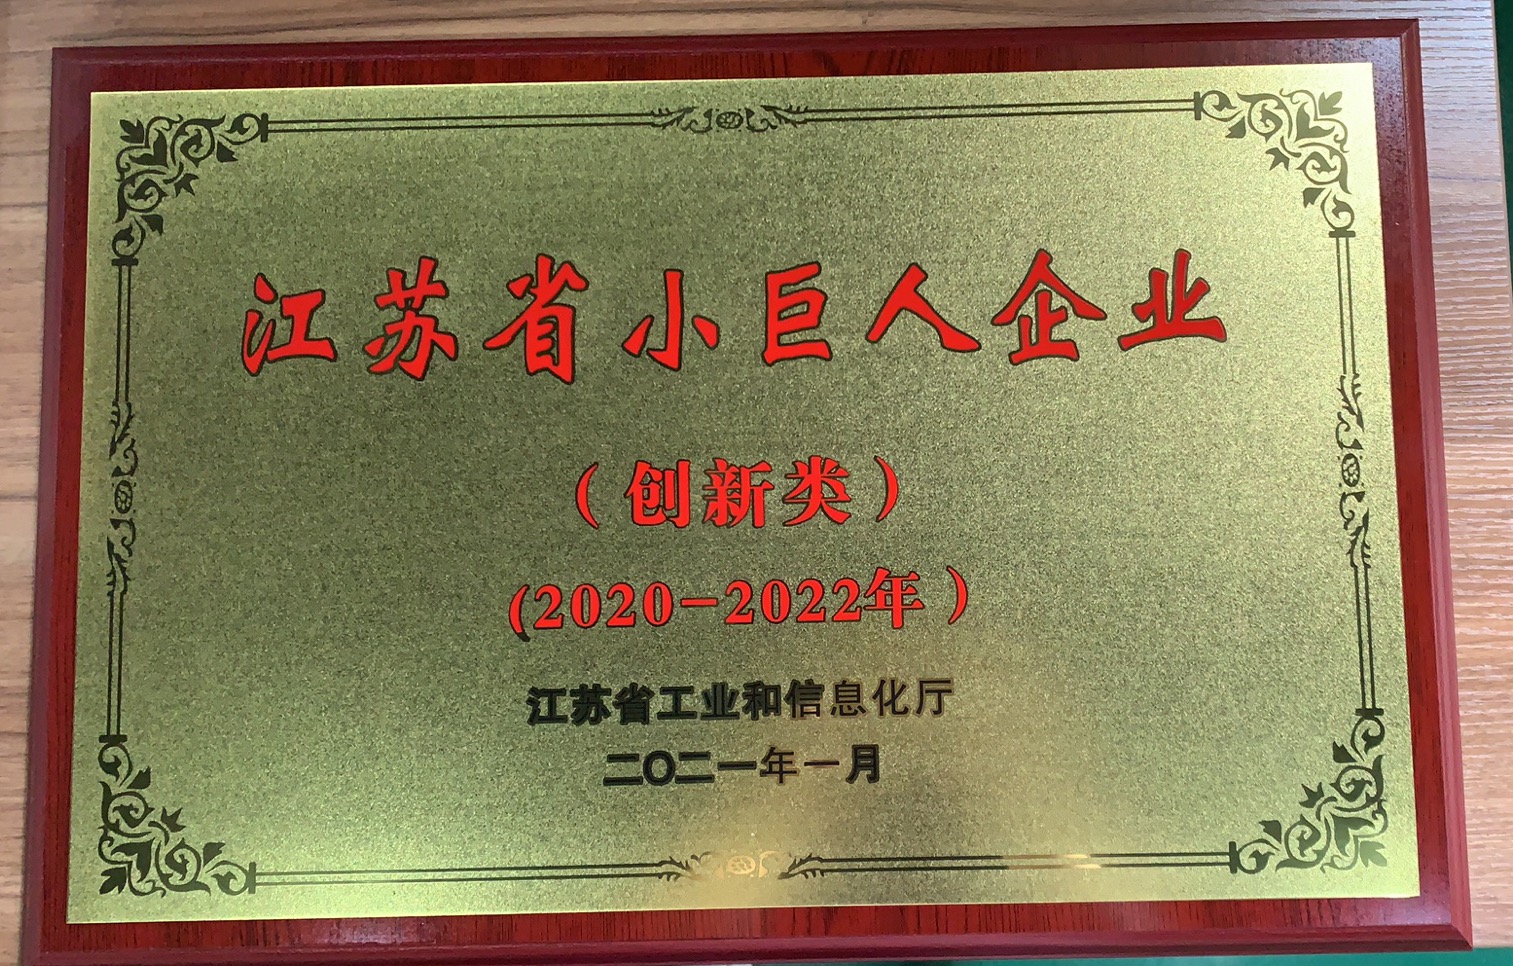 江苏省小巨人企业
（创新类）
(2020-2022年）
江苏省工业和信息化厅
二〇二一年一月